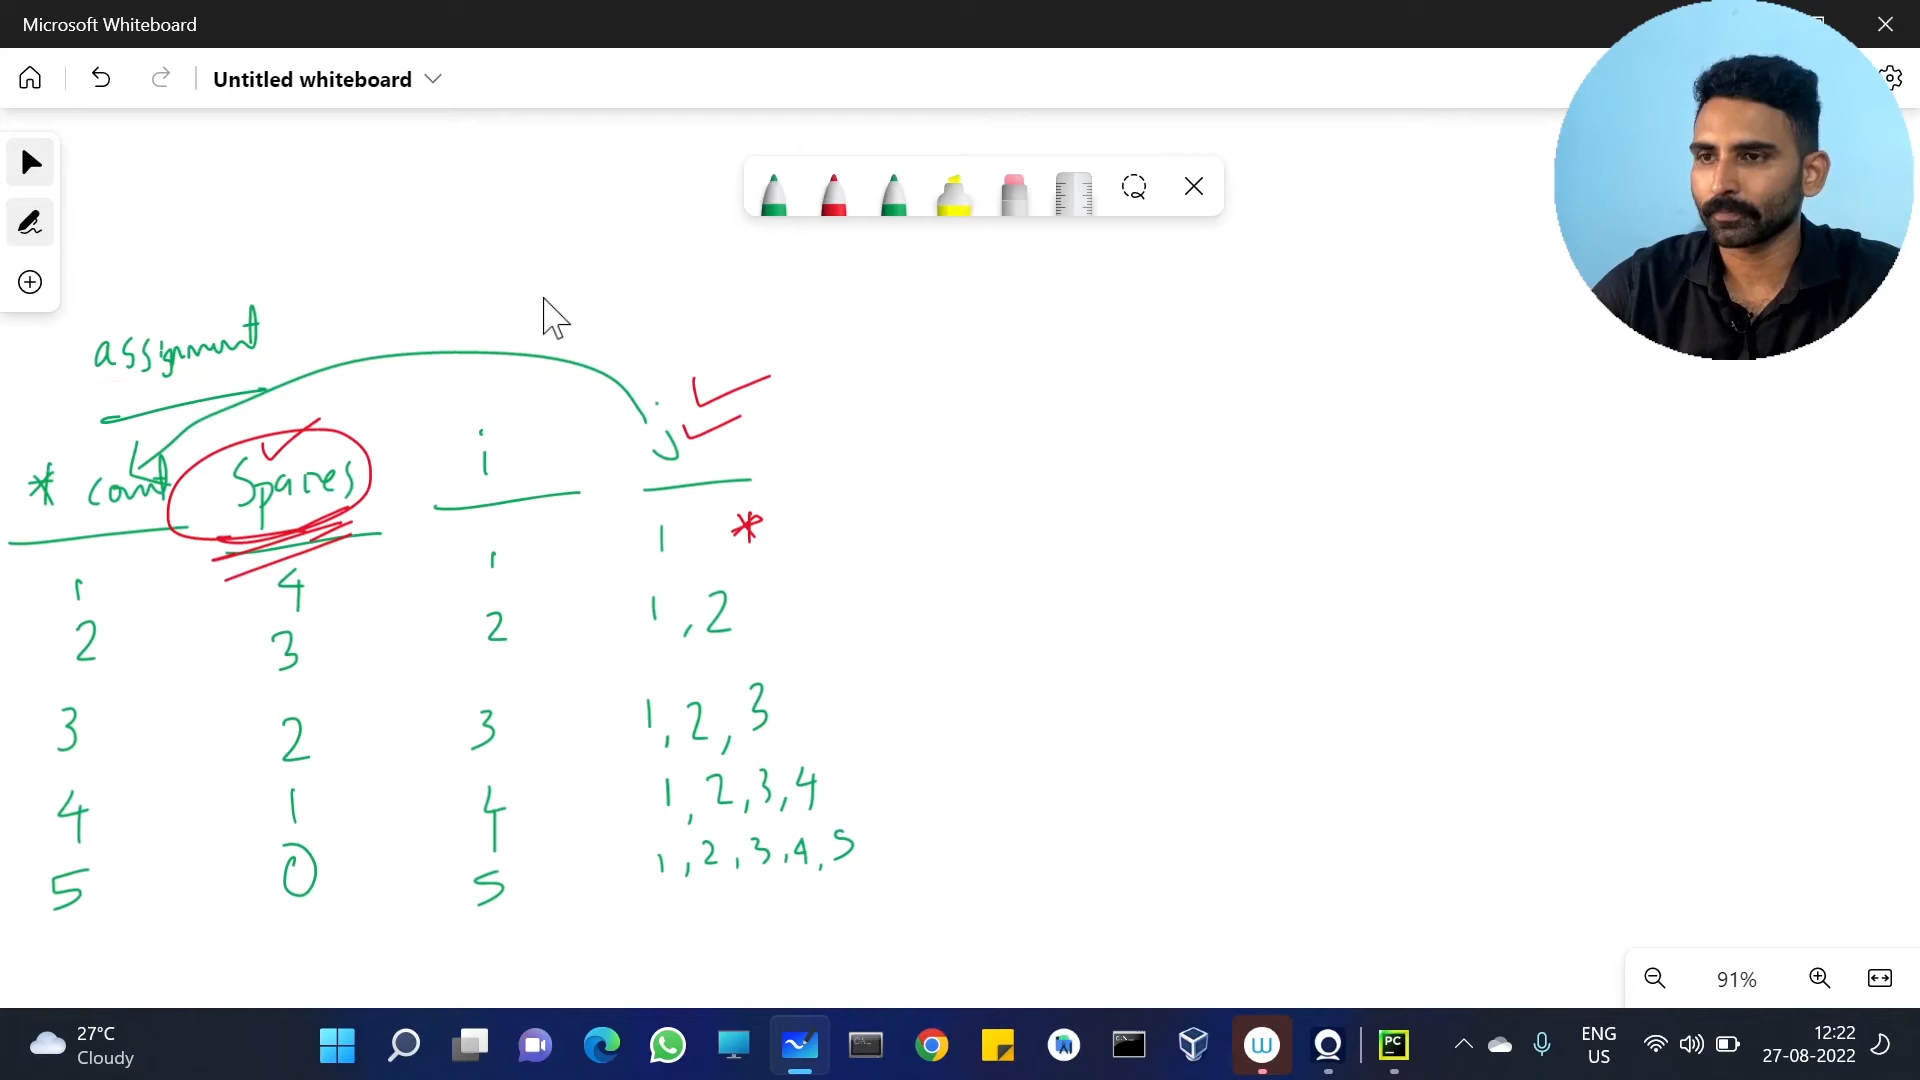 Microsoft Whiteboard
Untitled whiteboard
assignment
* count Spaces i j
1 4 1 1 *
2 3 2 1, 2
3 2 3 1, 2, 3
4 1 4 1, 2, 3, 4
5 0 5 1, 2, 3, 4, 5
91%
27°C
Cloudy
PC
ENG
US
12:22
27-08-2022